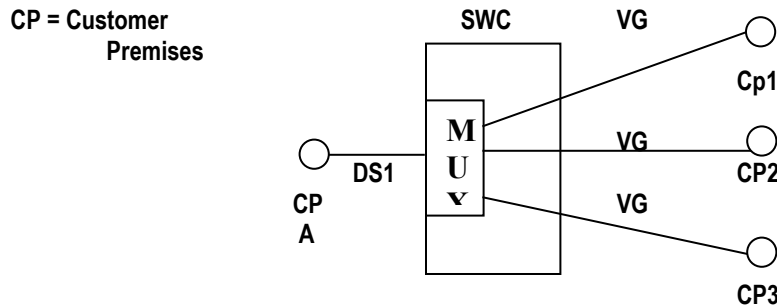 CP = Customer
Premises
SWC
VG
Cp1
M
U
X
VG
CP2
DS1
CP
A
VG
CP3